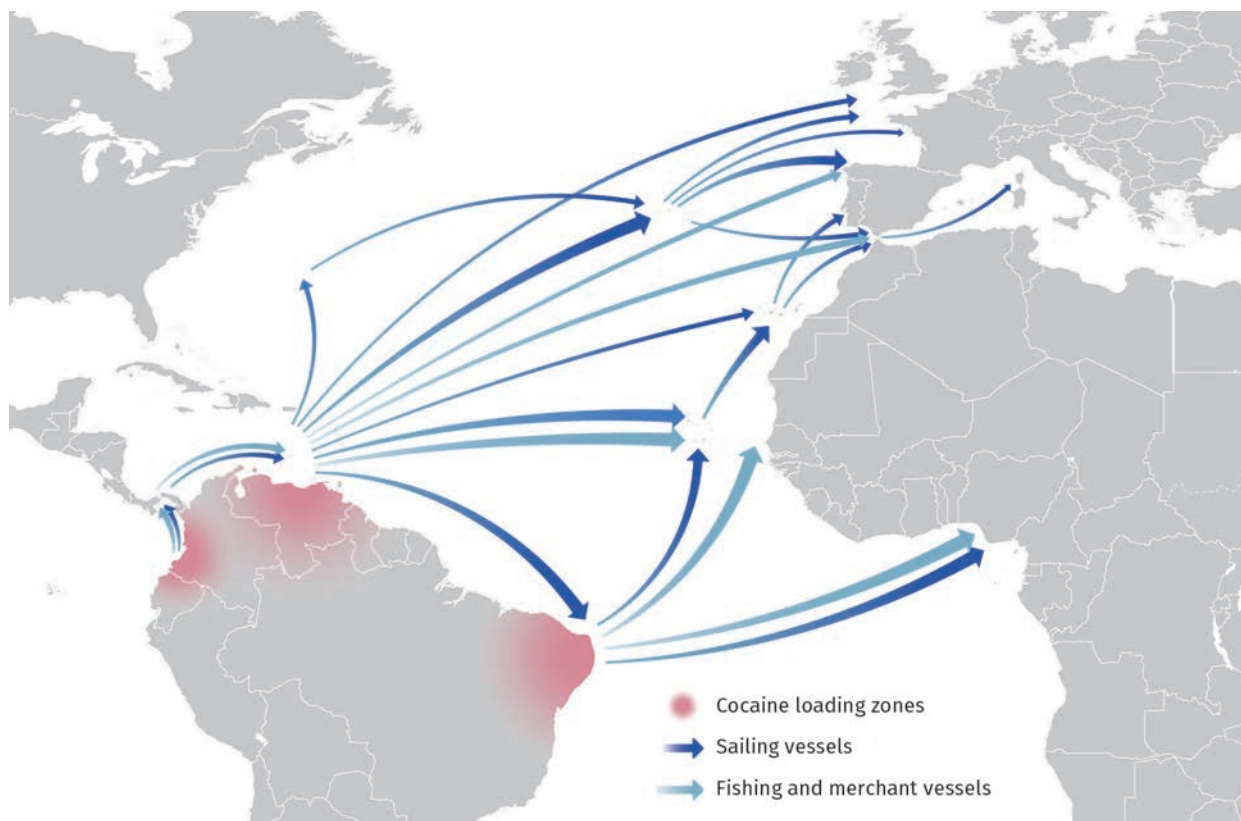 Cocaine loading zones
Sailing vessels
Fishing and merchant vessels